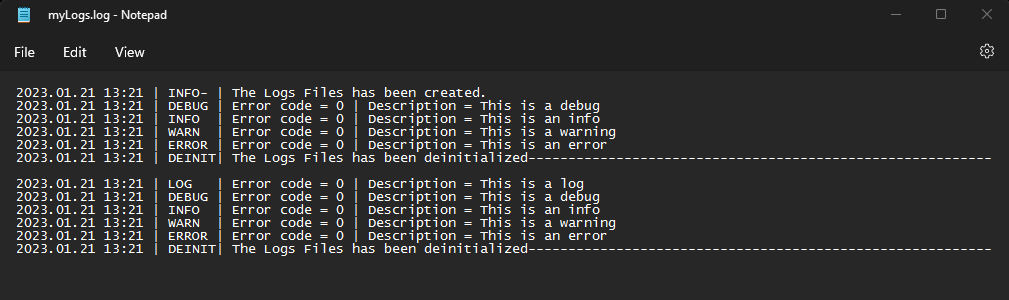 myLogs.log - Notepad
File Edit View
2023.01.21 13:21 | INFO- | The Logs Files has been created.
2023.01.21 13:21 | DEBUG | Error code = 0 | Description = This is a debug
2023.01.21 13:21 | INFO  | Error code = 0 | Description = This is an info
2023.01.21 13:21 | WARN  | Error code = 0 | Description = This is a warning
2023.01.21 13:21 | ERROR | Error code = 0 | Description = This is an error
2023.01.21 13:21 | DEINIT| The Logs Files has been deinitialized----------------------------------------------------------
2023.01.21 13:21 | LOG   | Error code = 0 | Description = This is a log
2023.01.21 13:21 | DEBUG | Error code = 0 | Description = This is a debug
2023.01.21 13:21 | INFO  | Error code = 0 | Description = This is an info
2023.01.21 13:21 | WARN  | Error code = 0 | Description = This is a warning
2023.01.21 13:21 | ERROR | Error code = 0 | Description = This is an error
2023.01.21 13:21 | DEINIT| The Logs Files has been deinitialized----------------------------------------------------------